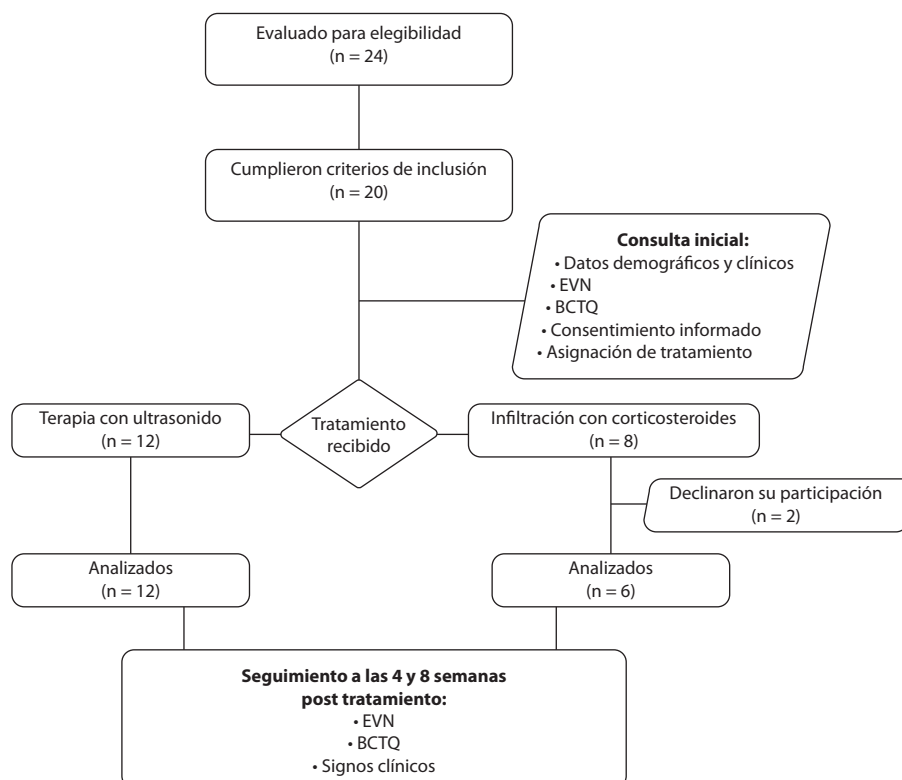 Evaluado para elegibilidad
(n = 24)
Cumplieron criterios de inclusión
(n = 20)
Consulta inicial:
• Datos demográficos y clínicos
• EVN
• BCTQ
• Consentimiento informado
• Asignación de tratamiento
Terapia con ultrasonido
(n = 12)
Tratamiento
recibido
Infiltración con corticosteroides
(n = 8)
Declinaron su participación
(n = 2)
Analizados
(n = 12)
Analizados
(n = 6)
Seguimiento a las 4 y 8 semanas
post tratamiento:
• EVN
• BCTQ
• Signos clínicos